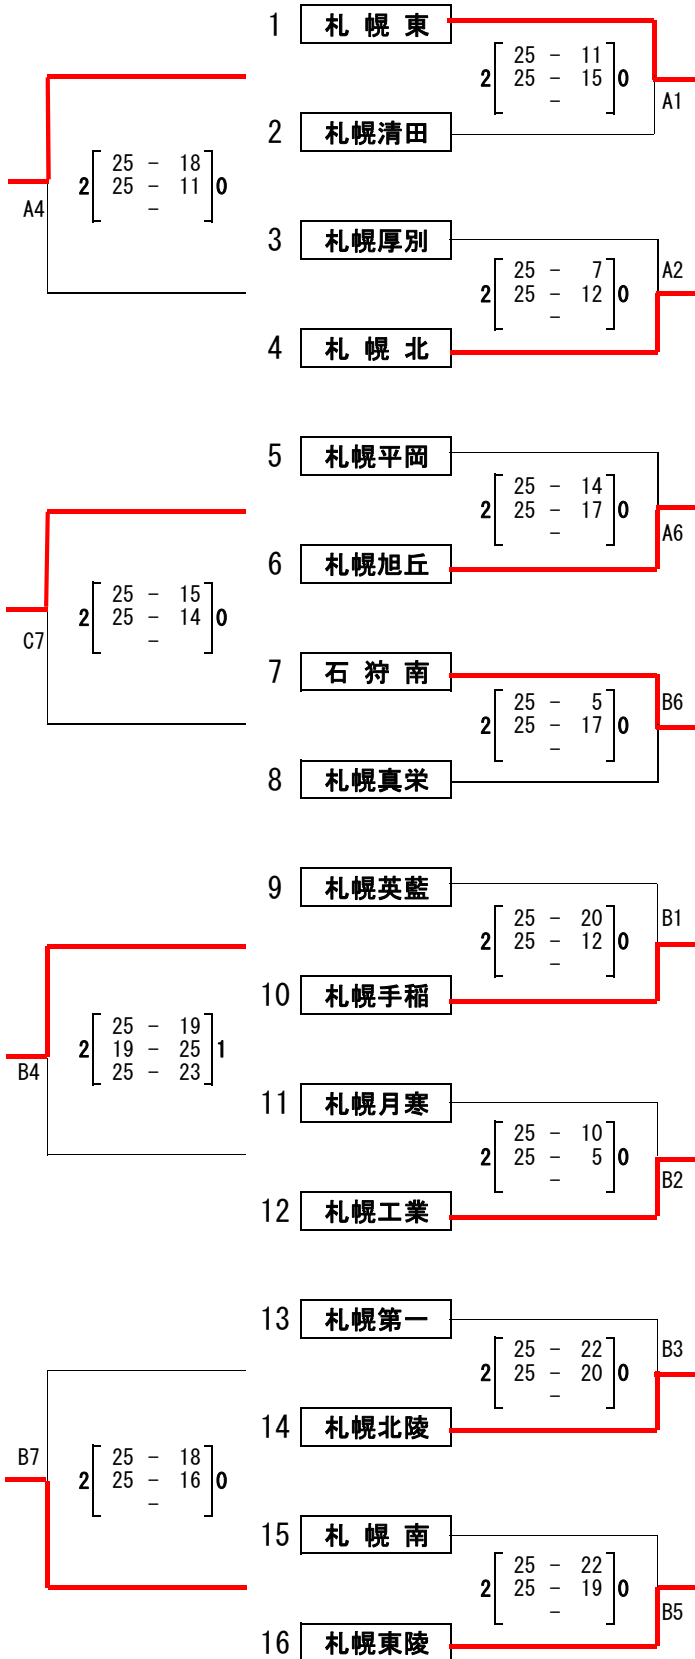 1 札幌東
25 - 11
2 25 - 15 0
-
A1
2 札幌清田
25 - 18
2 25 - 11 0
-
A4
3 札幌厚別
A2
25 - 7
2 25 - 12 0
-
4 札幌北
5 札幌平岡
25 - 14
2 25 - 17 0
-
A6
6 札幌旭丘
25 - 15
2 25 - 14 0
-
C7
7 石狩南
B6
25 - 5
2 25 - 17 0
-
8 札幌真栄
9 札幌英藍
B1
25 - 20
2 25 - 12 0
-
10 札幌手稲
25 - 19
2 19 - 25 1
25 - 23
B4
11 札幌月寒
25 - 10
2 25 - 5 0
-
B2
12 札幌工業
13 札幌第一
B3
25 - 22
2 25 - 20 0
-
14 札幌北陵
B7
25 - 18
2 25 - 16 0
-
15 札幌南
25 - 22
2 25 - 19 0
-
B5
16 札幌東陵